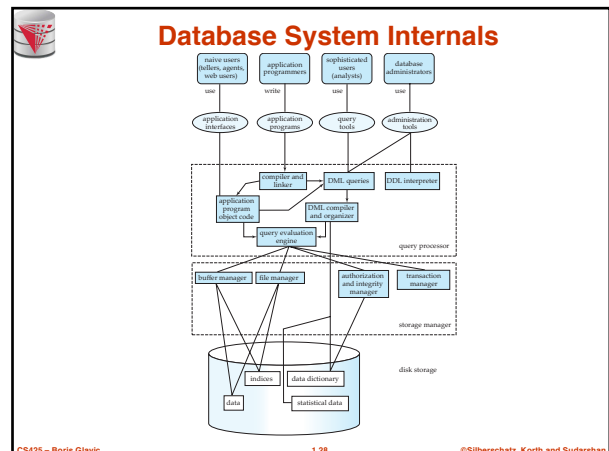 Database System Internals
naive users
(tellers, agents,
web users)
application
programmers
sophisticated
users
(analysts)
database
administrators
use
write
use
use
application
interfaces
application
programs
query
tools
administration
tools
compiler and
linker
DML queries
DDL interpreter
application
program
object code
DML compiler
and organizer
query evaluation
engine
query processor
buffer manager
file manager
authorization
and integrity
manager
transaction
manager
storage manager
disk storage
indices
data dictionary
data
statistical data
CS425 – Boris Glavic
1.28
©Silberschatz, Korth and Sudarshan